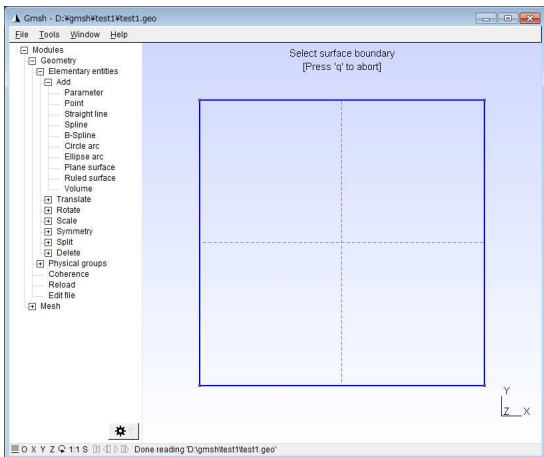 Gmsh - D:¥gmsh¥test1¥test1.geo
File Tools Window Help
Modules
Geometry
Elementary entities
Add
Parameter
Point
Straight line
Spline
B-Spline
Circle arc
Ellipse arc
Plane surface
Ruled surface
Volume
Translate
Rotate
Scale
Symmetry
Split
Delete
Physical groups
Coherence
Reload
Edit file
Mesh
Select surface boundary
[Press 'q' to abort]
Y
Z X
O X Y Z 1:1 S Done reading 'D:\gmsh\test1\test1.geo'